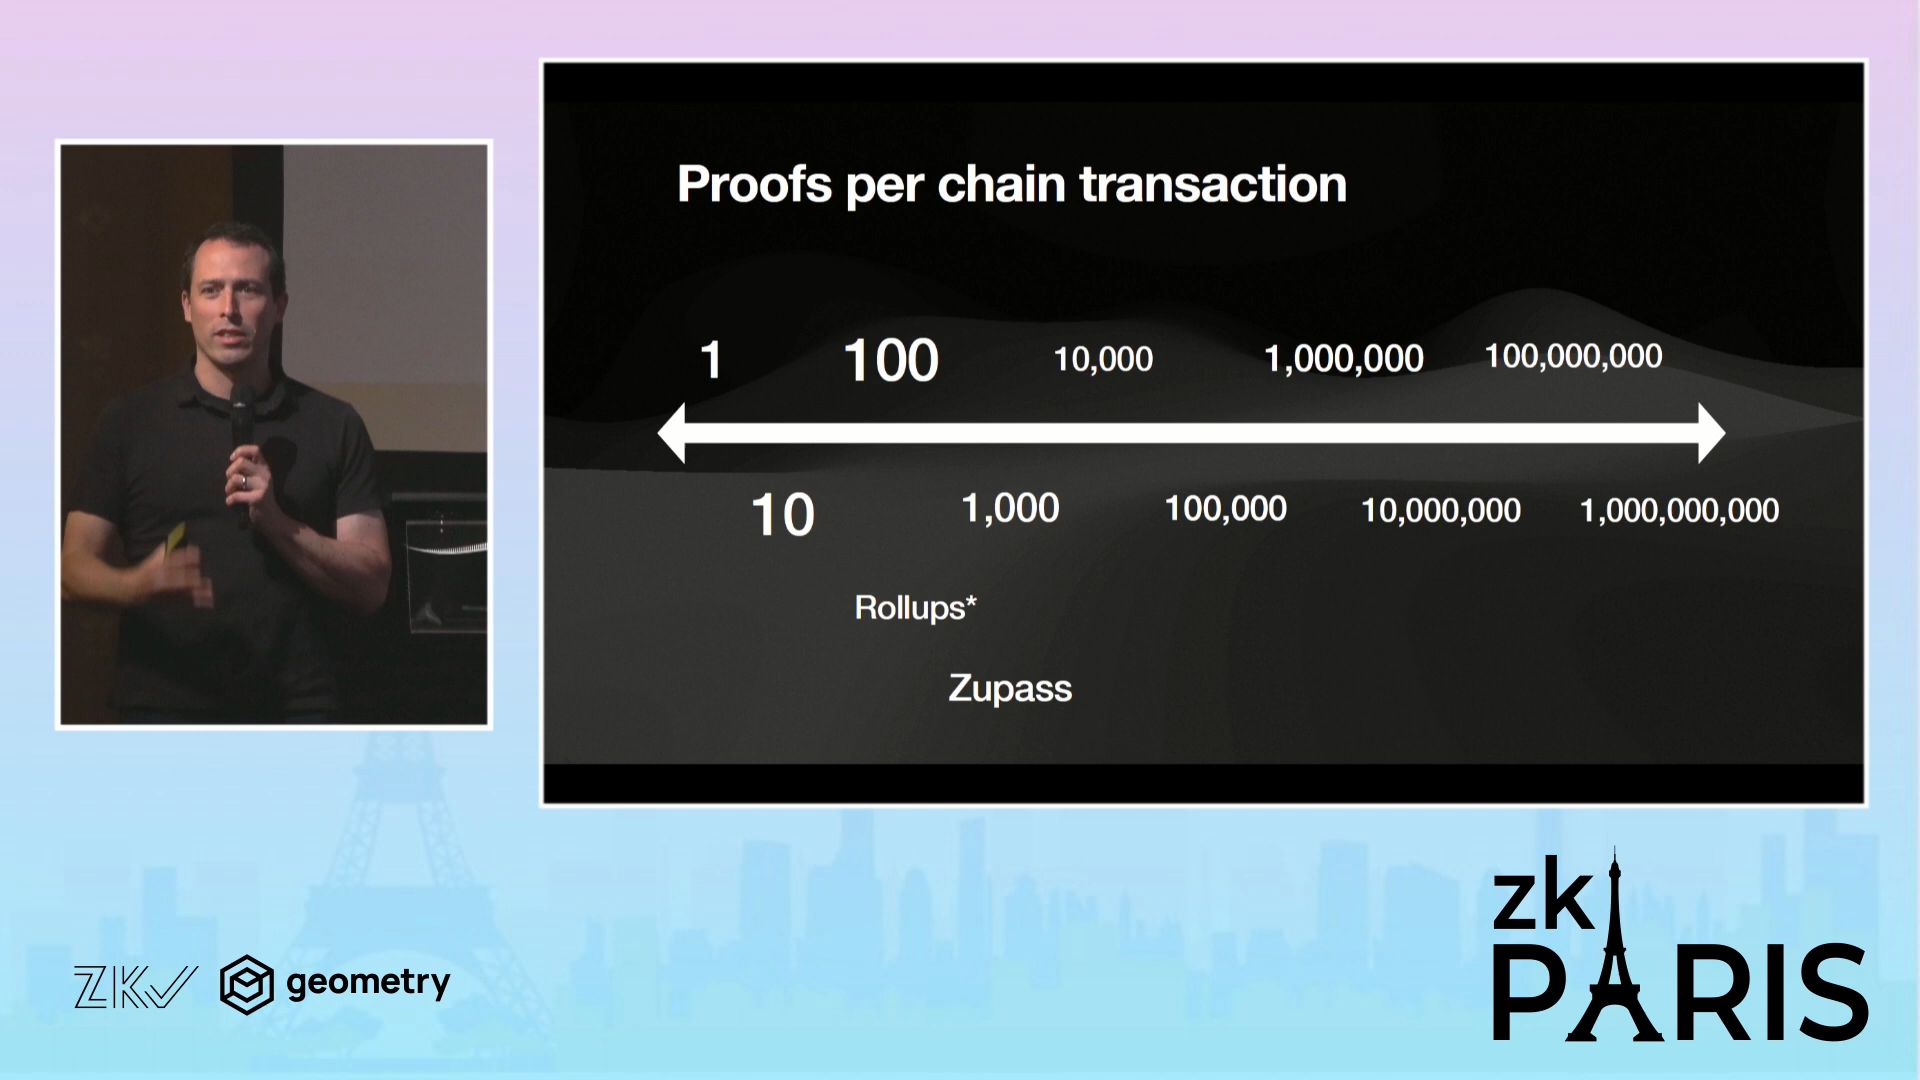 Proofs per chain transaction
1 100 10,000 1,000,000 100,000,000
10 1,000 100,000 10,000,000 1,000,000,000
Rollups*
Zupass
ZK
geometry
zk
PARIS